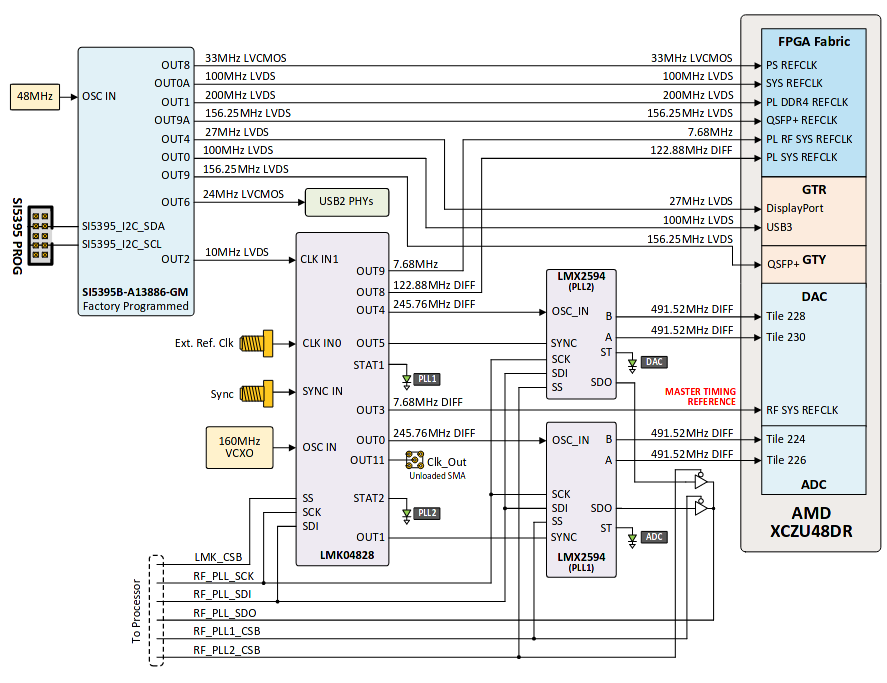 FPGA Fabric
OUT8 33MHz LVCMOS 33MHz LVCMOS PS REFCLK
OUT0A 100MHz LVDS 100MHz LVDS SYS REFCLK
48MHz OSC IN
OUT1 200MHz LVDS 200MHz LVDS PL DDR4 REFCLK
OUT9A 156.25MHz LVDS 156.25MHz LVDS QSFP+ REFCLK
OUT4 27MHz LVDS 7.68MHz PL RF SYS REFCLK
OUT0 100MHz LVDS 122.88MHz DIFF PL SYS REFCLK
OUT9 156.25MHz LVDS
GTR
OUT6 24MHz LVCMOS USB2 PHYs
27MHz LVDS DisplayPort
SI5395 PROG
SI5395_I2C_SDA
100MHz LVDS USB3
SI5395_I2C_SCL
156.25MHz LVDS
OUT2 10MHz LVDS CLK IN1
QSFP+ GTY
OUT9 7.68MHz
SI5395B-A13886-GM
Factory Programmed
OUT8 122.88MHz DIFF
OUT4 245.76MHz DIFF
LMX2594
(PLL2)
DAC
OSC_IN B 491.52MHz DIFF Tile 228
A 491.52MHz DIFF Tile 230
Ext. Ref. Clk CLK IN0 OUT5 SYNC
ST DAC
SCK
STAT1 PLL1
SDI SDO
SS
Sync SYNC IN
MASTER TIMING
REFERENCE
OUT3 7.68MHz DIFF RF SYS REFCLK
160MHz
VCXO
OSC IN
OUT0 245.76MHz DIFF OSC_IN B 491.52MHz DIFF Tile 224
OUT11 Clk_Out
Unloaded SMA
A 491.52MHz DIFF Tile 226
ADC
SS STAT2 PLL2
SCK
SDI
SCK
SDI SDO
SS
ST ADC
OUT1 SYNC
AMD
XCZU48DR
LMK04828
LMX2594
(PLL1)
To Processor
LMK_CSB
RF_PLL_SCK
RF_PLL_SDI
RF_PLL_SDO
RF_PLL1_CSB
RF_PLL2_CSB